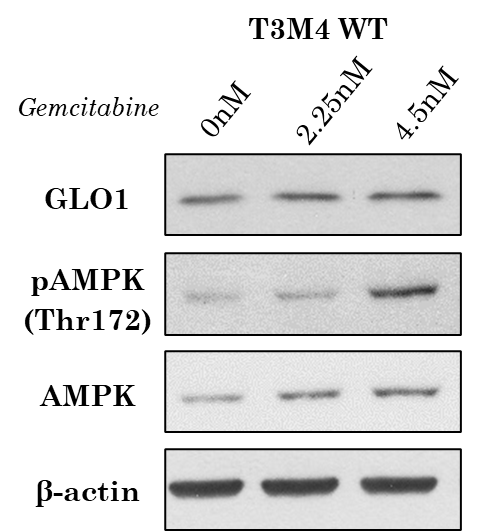 T3M4 WT
Gemcitabine 0nM 2.25nM 4.5nM
GLO1
pAMPK
(Thr172)
AMPK
β-actin